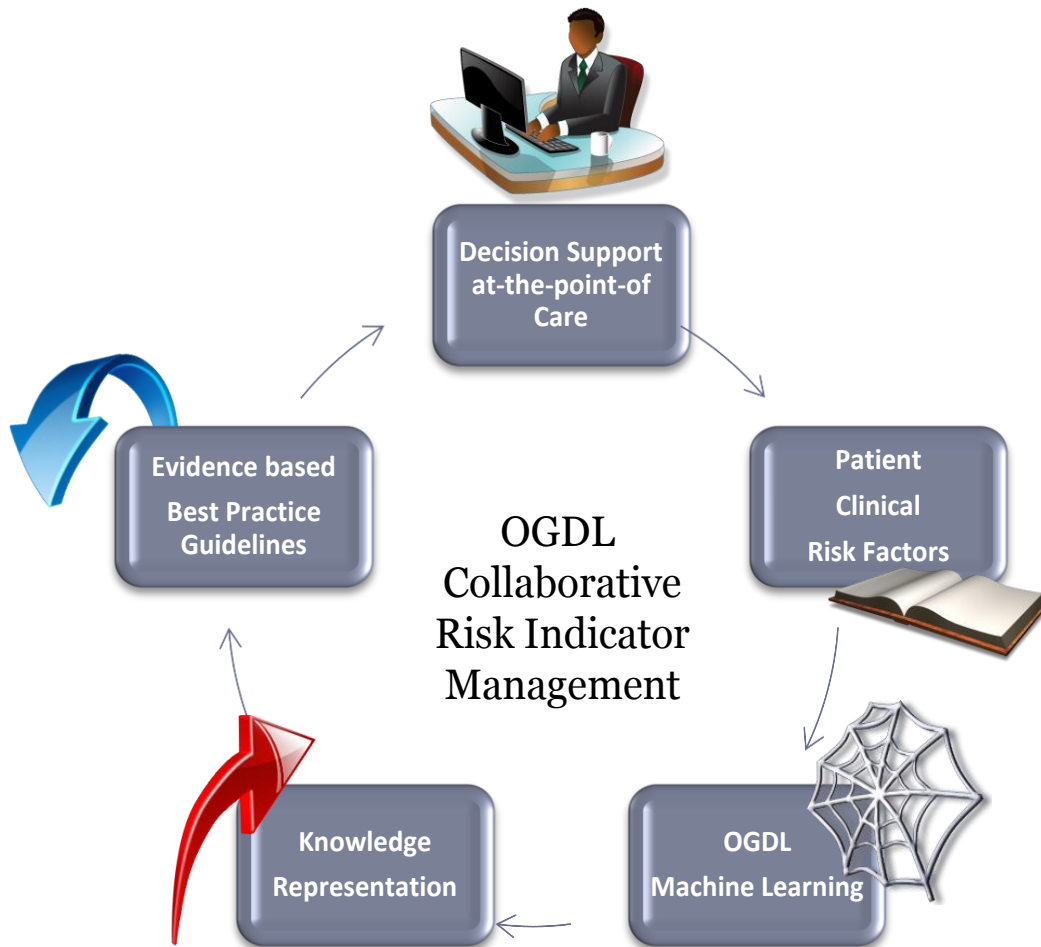 Decision Support
at-the-point-of
Care
Patient
Clinical
Risk Factors
OGDL
Machine Learning
Knowledge
Representation
Evidence based
Best Practice
Guidelines
OGDL
Collaborative
Risk Indicator
Management